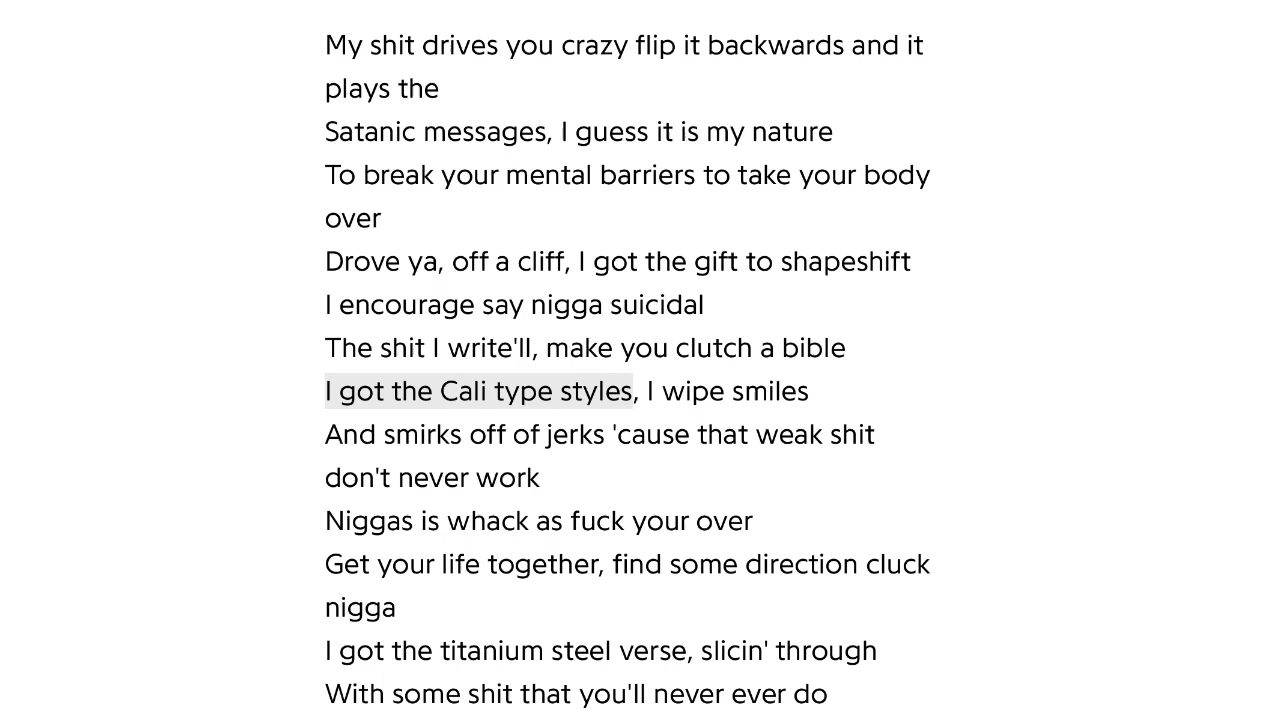 My shit drives you crazy flip it backwards and it
plays the
Satanic messages, I guess it is my nature
To break your mental barriers to take your body
over
Drove ya, off a cliff, I got the gift to shapeshift
I encourage say nigga suicidal
The shit I write'll, make you clutch a bible
I got the Cali type styles, I wipe smiles
And smirks off of jerks 'cause that weak shit
don't never work
Niggas is whack as fuck your over
Get your life together, find some direction cluck
nigga
I got the titanium steel verse, slicin' through
With some shit that you'll never ever do